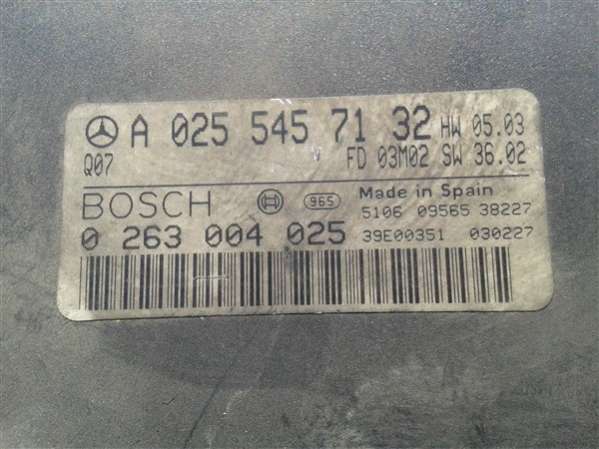 A 025 545 71 32 HW 05.03
Q07 FD 03M02 SW 36.02
BOSCH 965 Made in Spain
5106 09565 38227
0 263 004 025 39E00351 030227